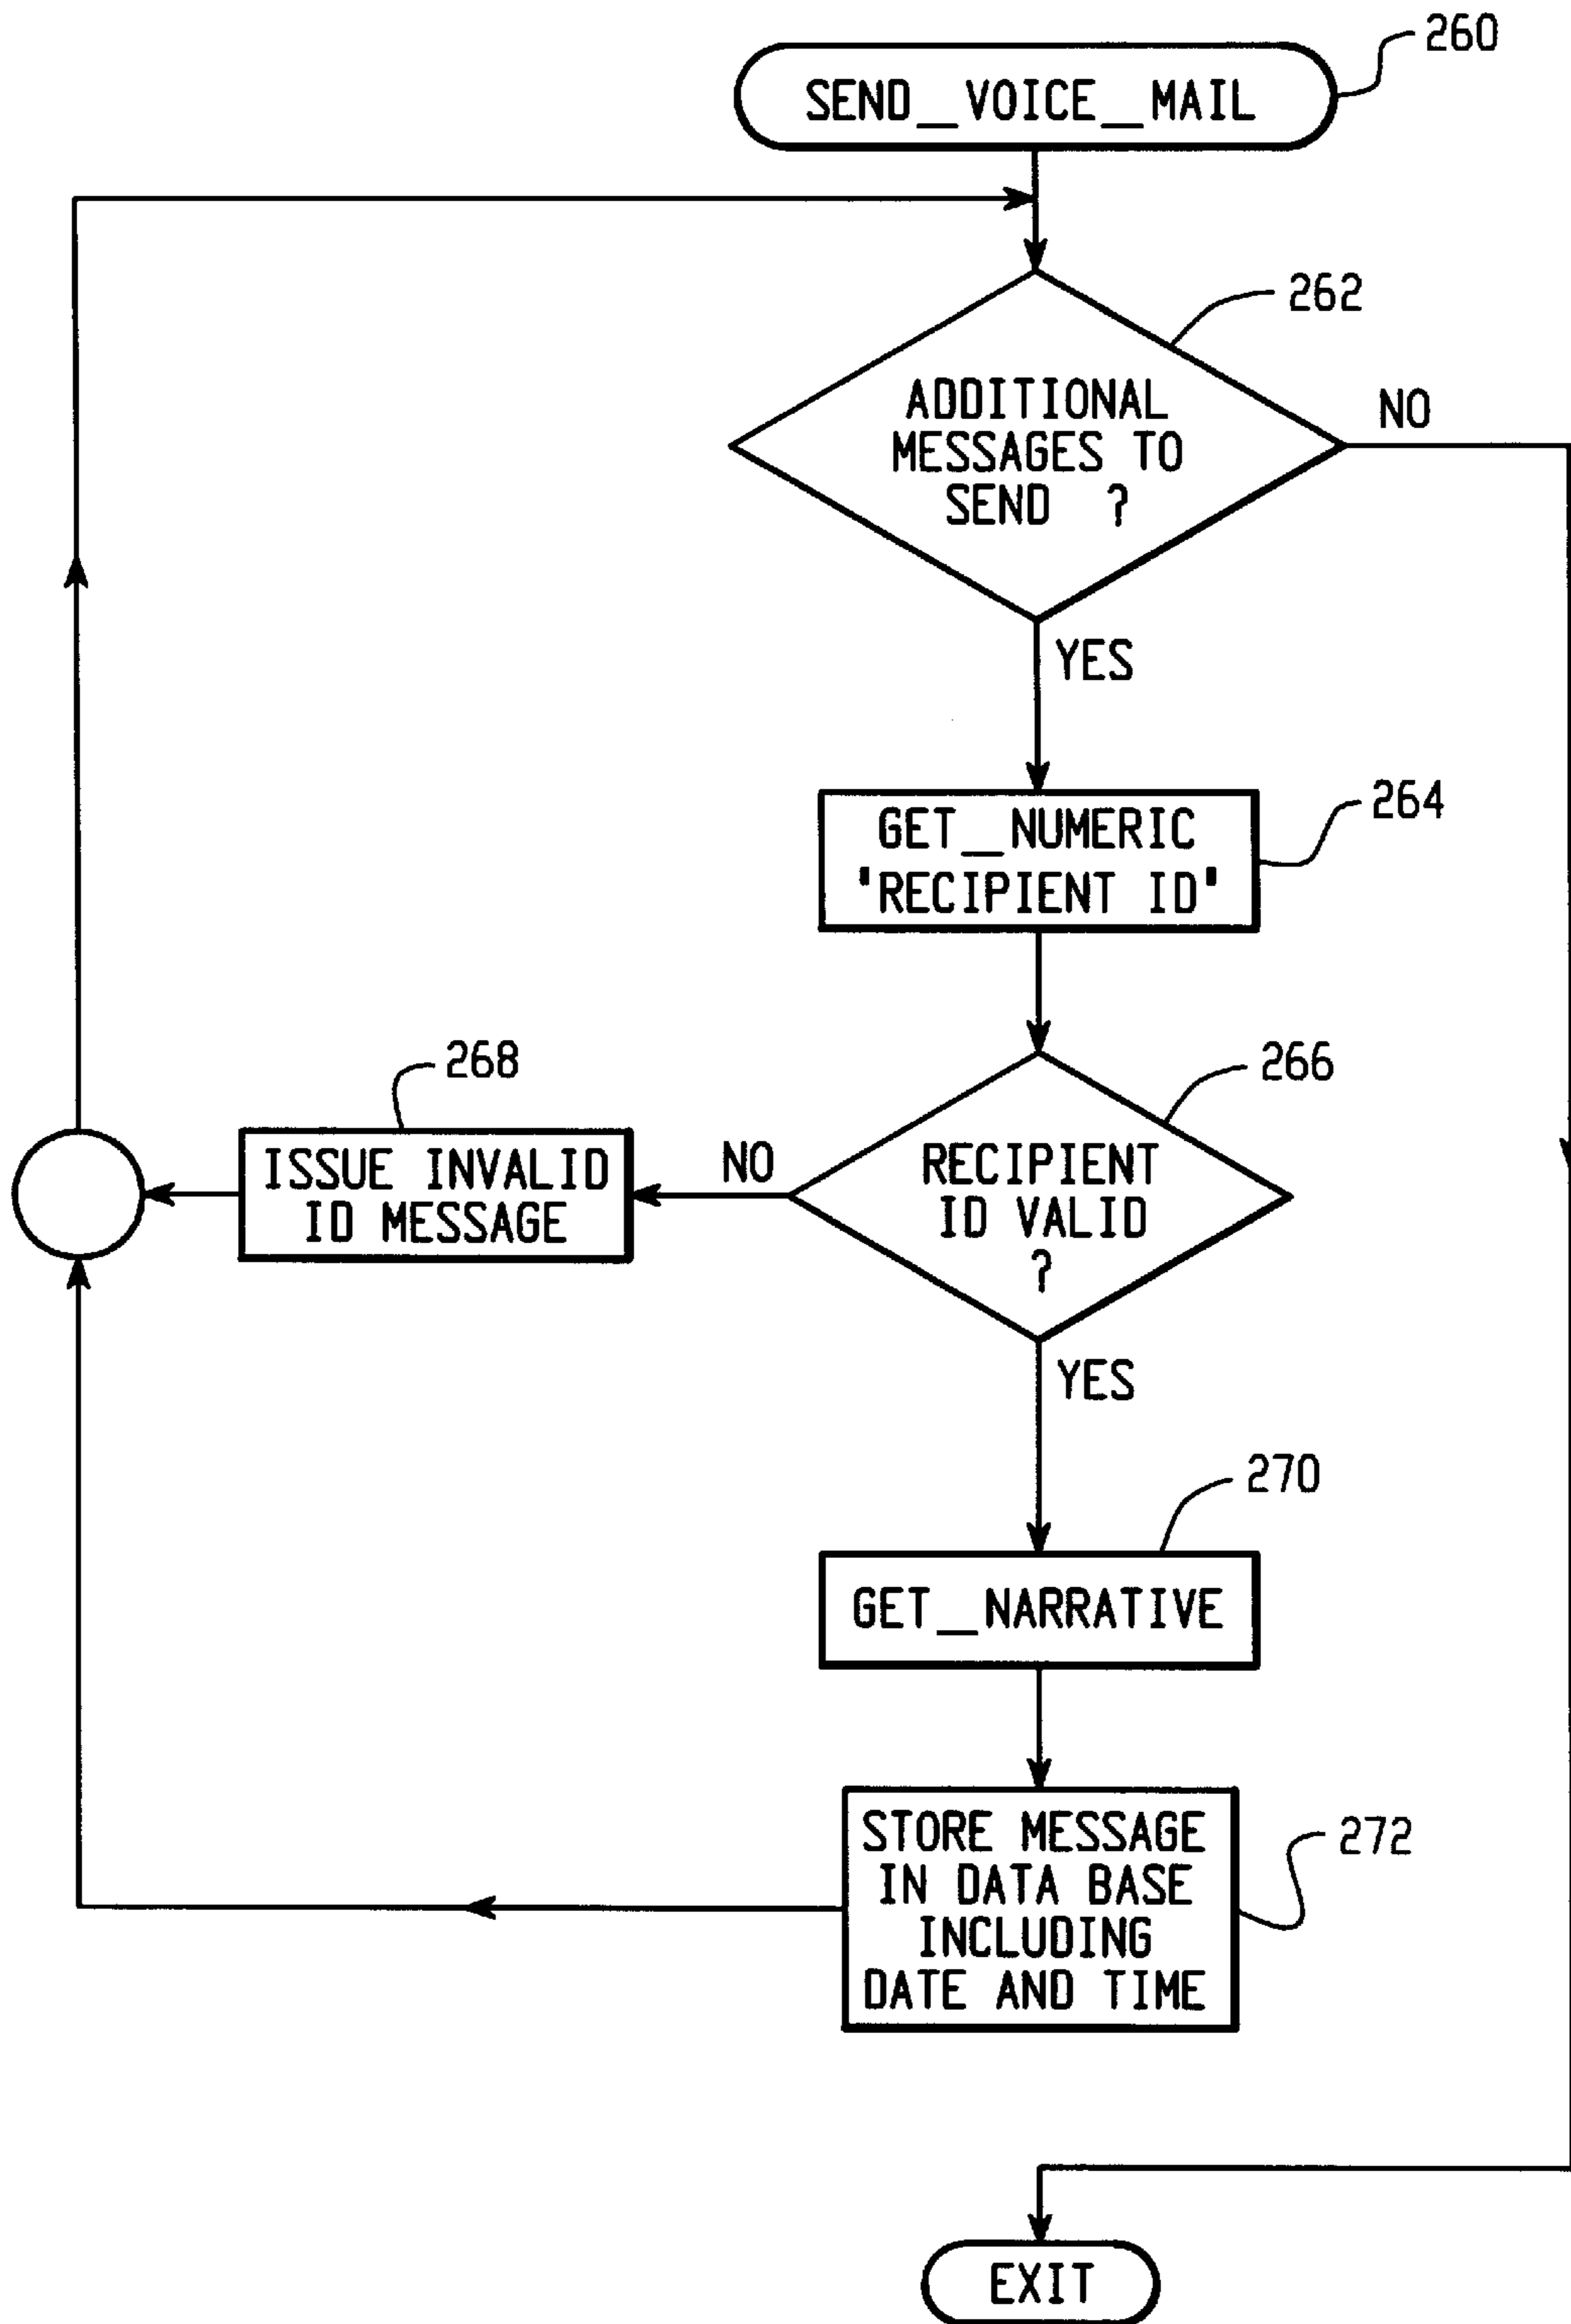 260
SEND_VOICE_MAIL
262
ADDITIONAL
MESSAGES TO
SEND ?
NO
YES
264
GET_NUMERIC
'RECIPIENT ID'
268
266
ISSUE INVALID
ID MESSAGE
NO
RECIPIENT
ID VALID
?
YES
270
GET_NARRATIVE
STORE MESSAGE
IN DATA BASE
INCLUDING
DATE AND TIME
272
EXIT